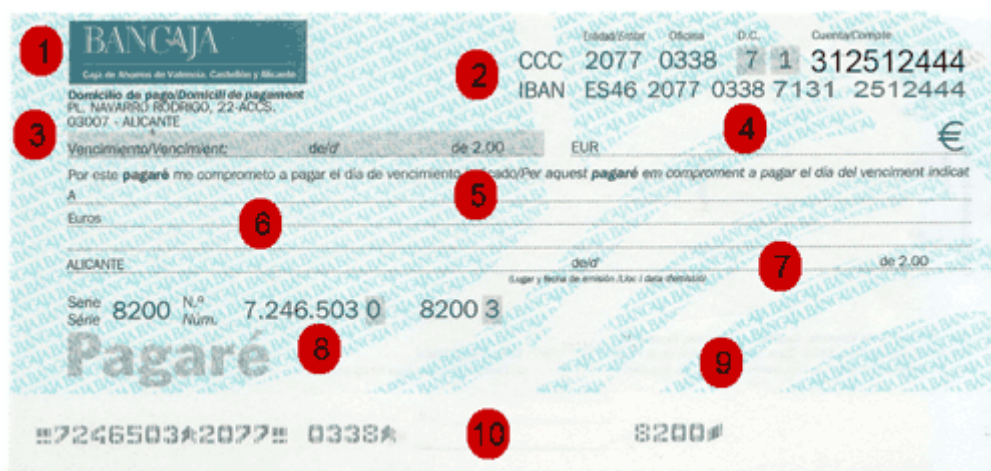 1
BANCAJA
Caja de Ahorros de Valencia, Castellón y Alicante
Domicilio de pago/Domicili de pagament
PL. NAVARRO RODRIGO, 22-ACCS.
03007 - ALICANTE
2
Entidad/Entitat Oficina D.C. Cuenta/Compte
CCC 2077 0338 7 1 312512444
IBAN ES46 2077 0338 7131 2512444
3
Vencimiento/Venciment: de/d' de 2.00
4
EUR €
Por este pagaré me comprometo a pagar el día de vencimiento /Per aquest pagaré em compromet a pagar el día del venciment indicat
5
A
Euros
6
ALICANTE de/d' 7 de 2.00
(Lugar y fecha de emisión /Lloc i data d'emissió)
Serie 8200 N.º 7.246.503 0 8200 3
Sèrie Núm.
Pagaré
8
9
7246503 2077 0338 10 8200